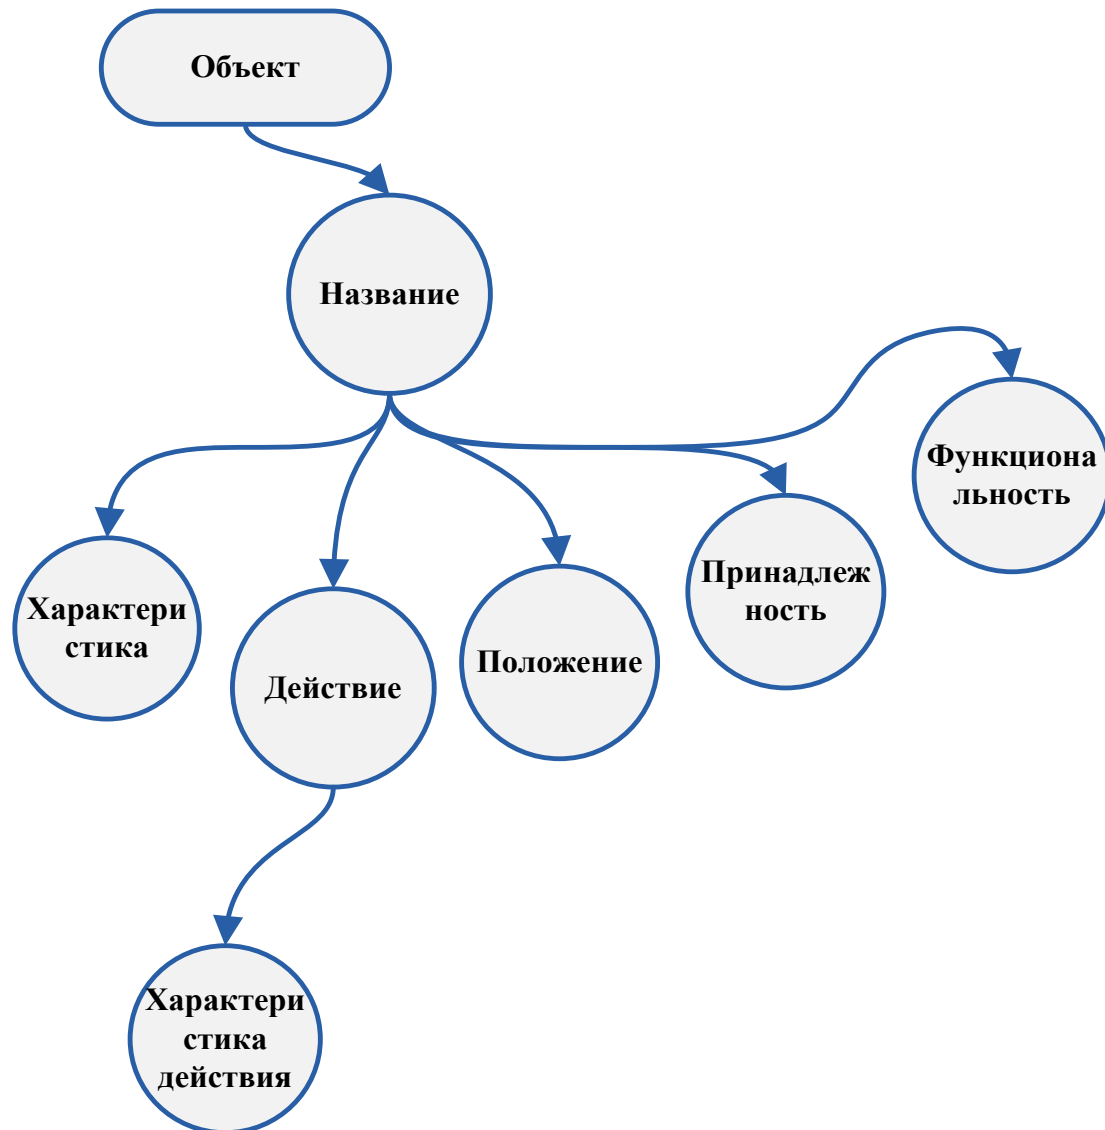 Объект
Название
Функциона
льность
Принадлеж
ность
Характери
стика
Положение
Действие
Характери
стика
действия